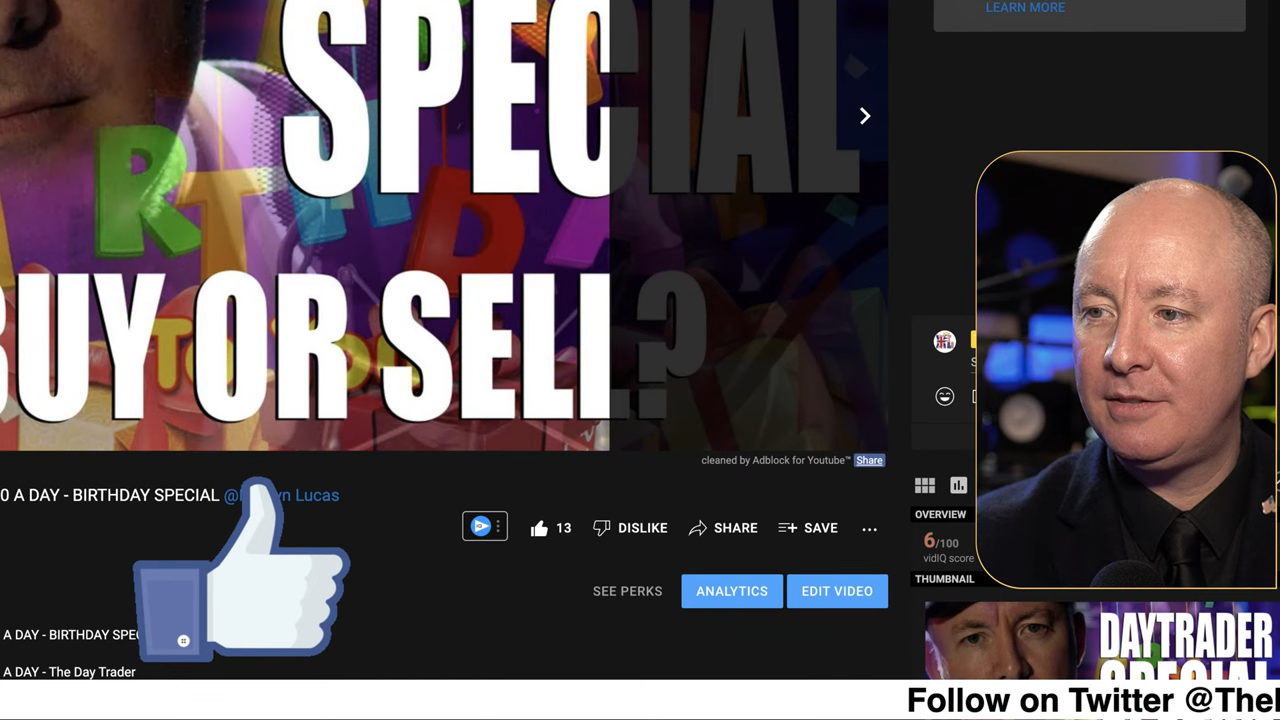 LEARN MORE
SPECIAL
BUY OR SELL?
cleaned by Adblock for Youtube™ Share
0 A DAY - BIRTHDAY SPECIAL Lucas
13 DISLIKE SHARE SAVE
OVERVIEW
6/100
vidIQ score
SEE PERKS ANALYTICS EDIT VIDEO
THUMBNAIL
A DAY - BIRTHDAY
DAYTRADER
SPECIAL
A DAY - The Day Trader
Follow on Twitter @The